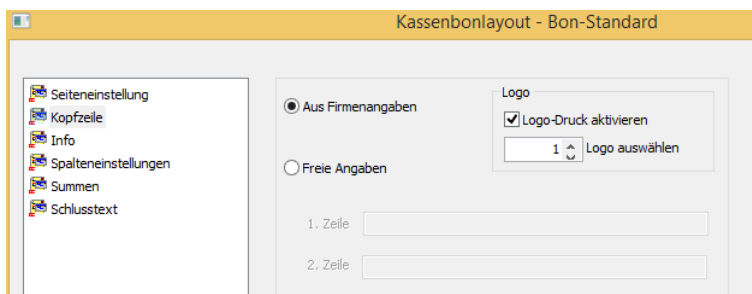 Kassenbonlayout - Bon-Standard
Seiteneinstellung
Kopfzeile
Info
Spalteneinstellungen
Summen
Schlusstext
Aus Firmenangaben
Logo
Logo-Druck aktivieren
1 Logo auswählen
Freie Angaben
1. Zeile
2. Zeile